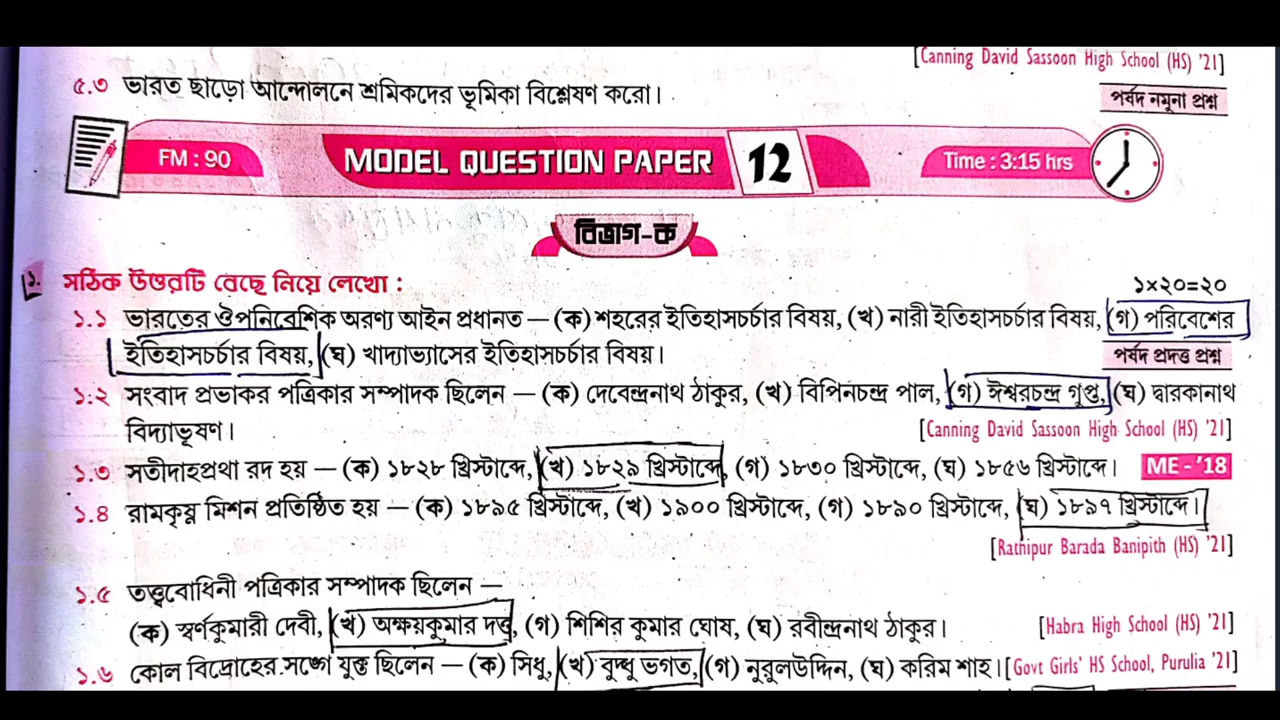 [Canning David Sassoon High School (HS) '21]
৫.৩ ভারত ছাড়ো আন্দোলনে শ্রমিকদের ভূমিকা বিশ্লেষণ করো।
পর্ষদ নমুনা প্রশ্ন
FM : 90 MODEL QUESTION PAPER 12 Time : 3:15 hrs
বিভাগ-ক
১. সঠিক উত্তরটি বেছে নিয়ে লেখো : ১×২০=২০
১.১ ভারতের ঔপনিবেশিক অরণ্য আইন প্রধানত — (ক) শহরের ইতিহাসচর্চার বিষয়, (খ) নারী ইতিহাসচর্চার বিষয়, (গ) পরিবেশের
ইতিহাসচর্চার বিষয়, (ঘ) খাদ্যাভ্যাসের ইতিহাসচর্চার বিষয়। পর্ষদ প্রদত্ত প্রশ্ন
১.২ সংবাদ প্রভাকর পত্রিকার সম্পাদক ছিলেন — (ক) দেবেন্দ্রনাথ ঠাকুর, (খ) বিপিনচন্দ্র পাল, (গ) ঈশ্বরচন্দ্র গুপ্ত, (ঘ) দ্বারকানাথ
বিদ্যাভূষণ। [Canning David Sassoon High School (HS) '21]
১.৩ সতীদাহপ্রথা রদ হয় — (ক) ১৮২৮ খ্রিস্টাব্দে, (খ) ১৮২৯ খ্রিস্টাব্দে, (গ) ১৮৩০ খ্রিস্টাব্দে, (ঘ) ১৮৫৬ খ্রিস্টাব্দে। ME - '18
১.৪ রামকৃষ্ণ মিশন প্রতিষ্ঠিত হয় — (ক) ১৮৯৫ খ্রিস্টাব্দে, (খ) ১৯০০ খ্রিস্টাব্দে, (গ) ১৮৯০ খ্রিস্টাব্দে, (ঘ) ১৮৯৭ খ্রিস্টাব্দে।
[Rathipur Barada Banipith (HS) '21]
১.৫ তত্ত্ববোধিনী পত্রিকার সম্পাদক ছিলেন —
(ক) স্বর্ণকুমারী দেবী, (খ) অক্ষয়কুমার দত্ত, (গ) শিশির কুমার ঘোষ, (ঘ) রবীন্দ্রনাথ ঠাকুর। [Habra High School (HS) '21]
১.৬ কোল বিদ্রোহের সঙ্গে যুক্ত ছিলেন — (ক) সিধু, (খ) বুদ্ধু ভগত, (গ) নুরুলউদ্দিন, (ঘ) করিম শাহ। [Govt Girls' HS School, Purulia '21]